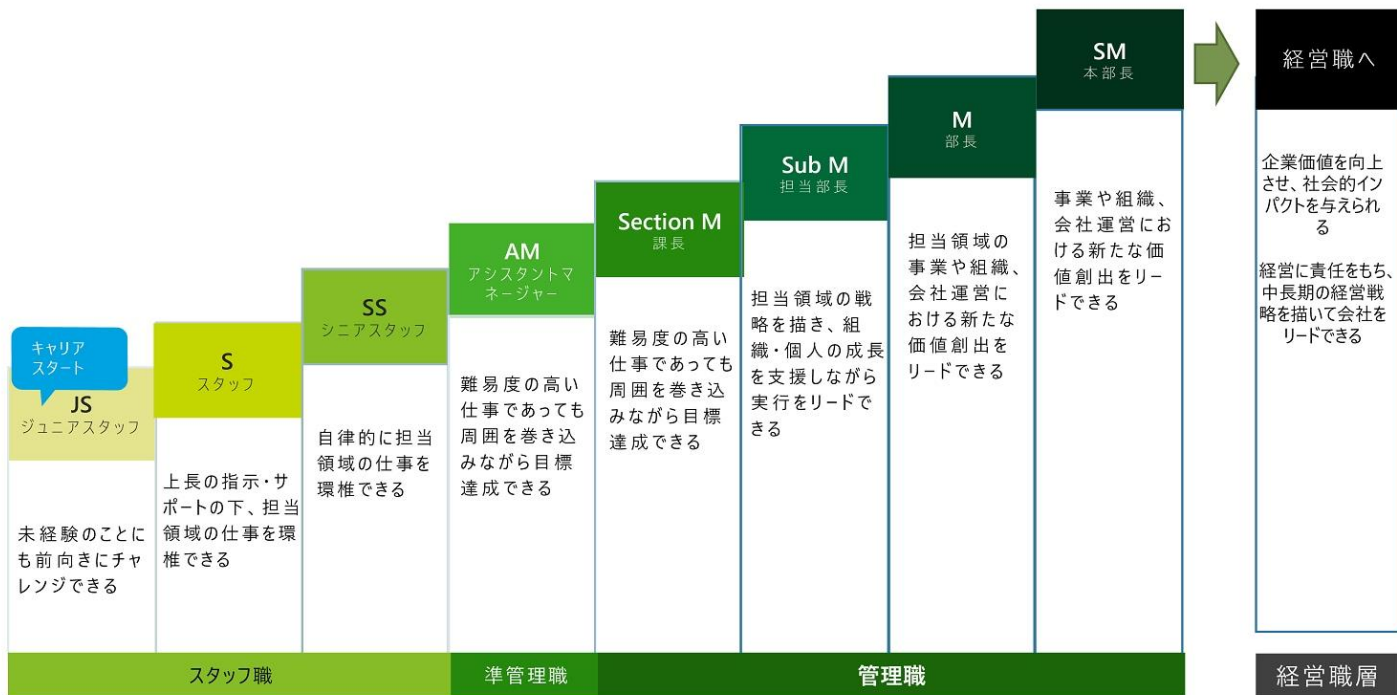 キャリア
スタート
JS
ジュニアスタッフ
未経験のことに
も前向きにチャ
レンジできる
S
スタッフ
上長の指示・サ
ポートの下、担当
領域の仕事を環
椎できる
SS
シニアスタッフ
自律的に担当
領域の仕事を
環椎できる
AM
アシスタントマ
ネージャー
難易度の高い
仕事であっても
周囲を巻き込
みながら目標
達成できる
Section M
課長
難易度の高い
仕事であっても
周囲を巻き込
みながら目標
達成できる
Sub M
担当部長
担当領域の戦
略を描き、組
織・個人の成長
を支援しながら
実行をリードで
きる
M
部長
担当領域の
事業や組織、
会社運営に
おける新たな
価値創出を
リードできる
SM
本部長
事業や組織、
会社運営にお
ける新たな価
値創出をリー
ドできる
経営職へ
企業価値を向上
させ、社会的イン
パクトを与えられ
る
経営に責任をもち、
中長期の経営戦
略を描いて会社を
リードできる
スタッフ職
準管理職
管理職
経営職層